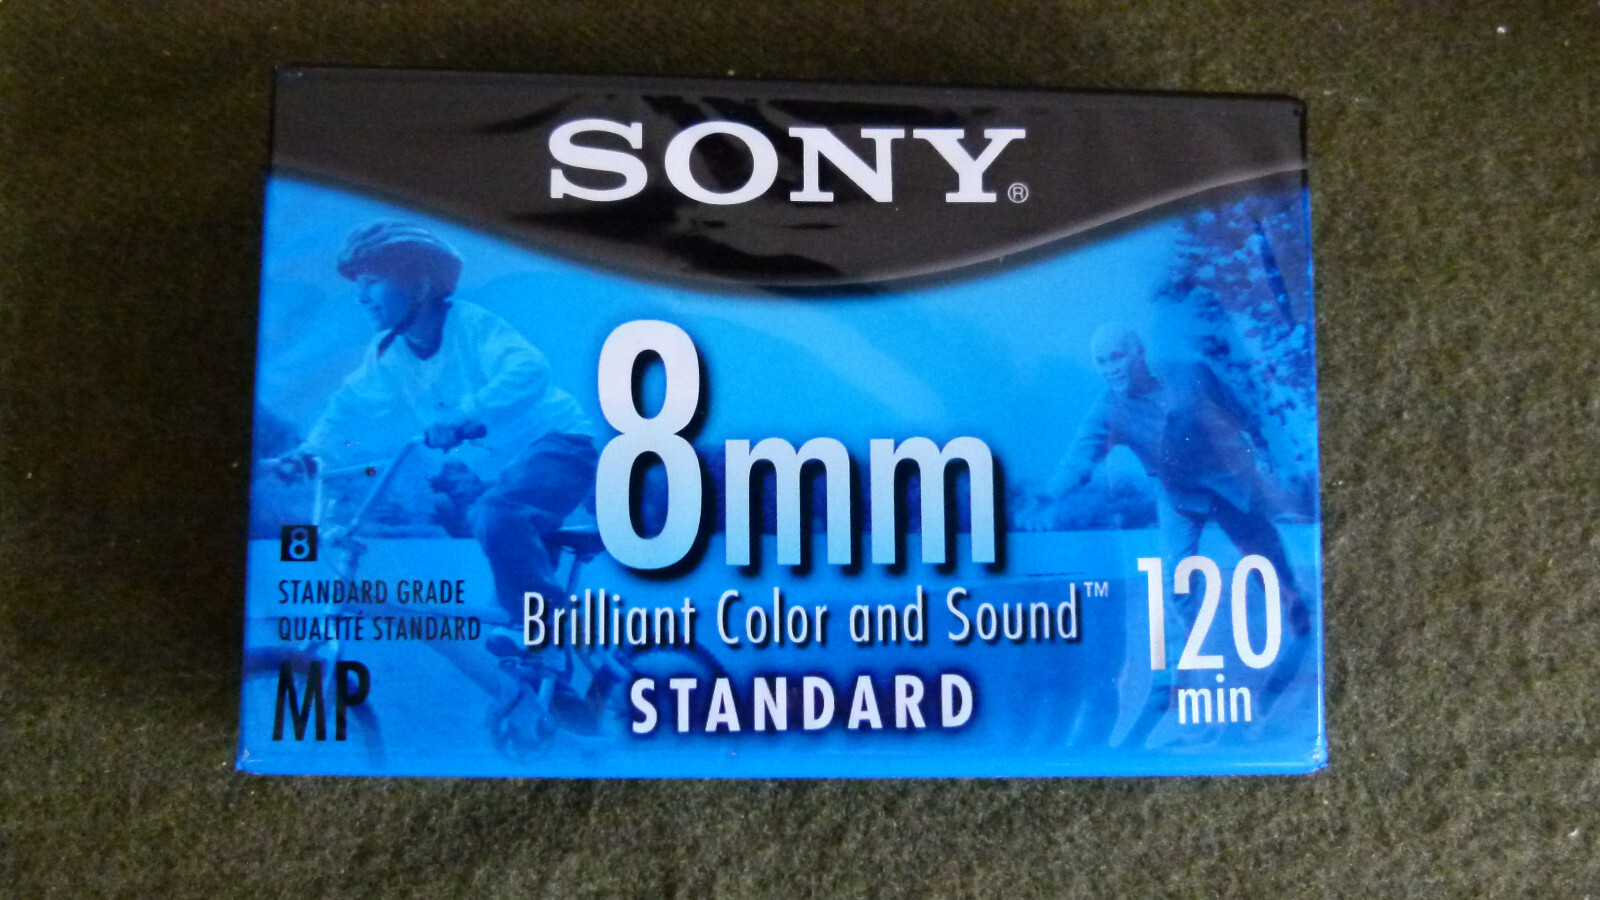 SONY®
8mm
8
STANDARD GRADE
QUALITÉ STANDARD
MP
Brilliant Color and Sound™
STANDARD
120
min